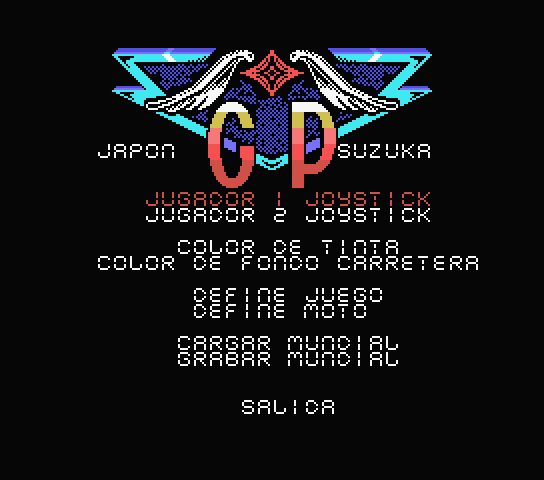 CP
JAPON SUZUKA
JUGADOR 1 JOYSTICK
JUGADOR 2 JOYSTICK
COLOR DE TINTA
COLOR DE FONDO CARRETERA
DEFINE JUEGO
DEFINE MOTO
CARGAR MUNDIAL
GRABAR MUNDIAL
SALIDA